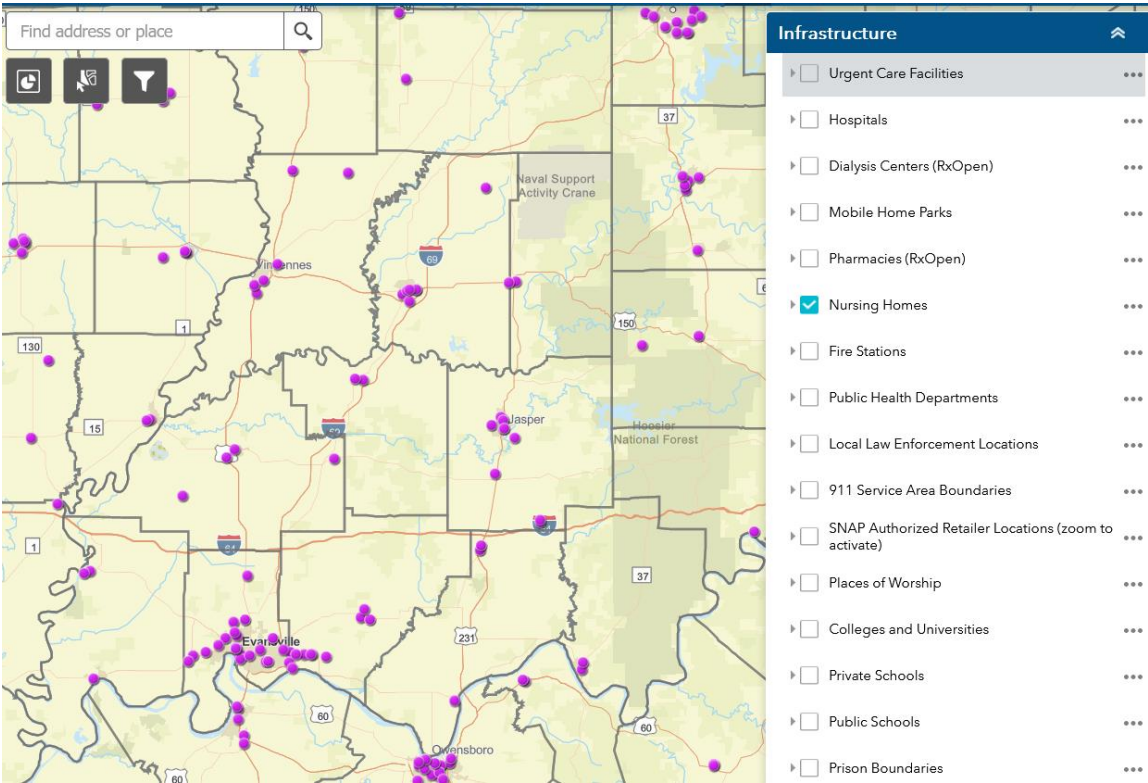 Find address or place
Infrastructure
Urgent Care Facilities
Hospitals
Dialysis Centers (RxOpen)
Mobile Home Parks
Pharmacies (RxOpen)
Nursing Homes
Fire Stations
Public Health Departments
Local Law Enforcement Locations
911 Service Area Boundaries
SNAP Authorized Retailer Locations (zoom to
activate)
Places of Worship
Colleges and Universities
Private Schools
Public Schools
Prison Boundaries
150
37
Naval Support
Activity Crane
69
Vincennes
1
150
130
15
Jasper
Hoosier
National Forest
1
64
37
231
Evansville
60
60
Owensboro
60